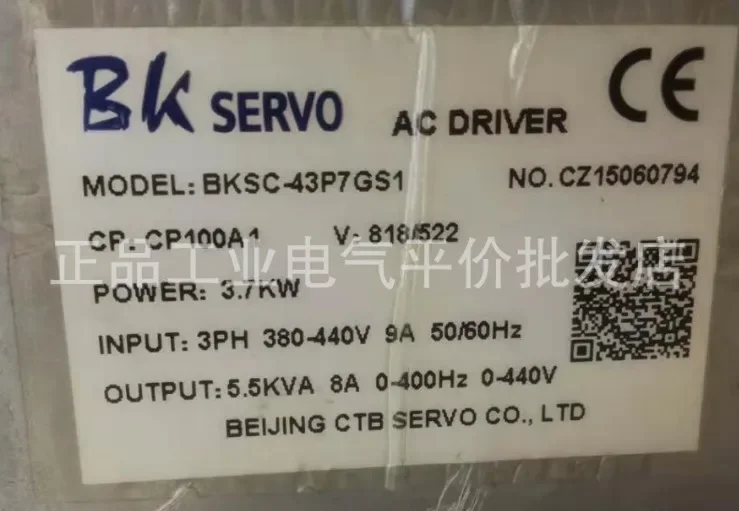 BK SERVO AC DRIVER CE
MODEL: BKSC-43P7GS1 NO. CZ15060794
CP: CP100A1 V: 818/522
正品工业电气平价批发店
POWER: 3.7KW
INPUT: 3PH 380-440V 9A 50/60Hz
OUTPUT: 5.5KVA 8A 0-400Hz 0-440V
BEIJING CTB SERVO CO., LTD